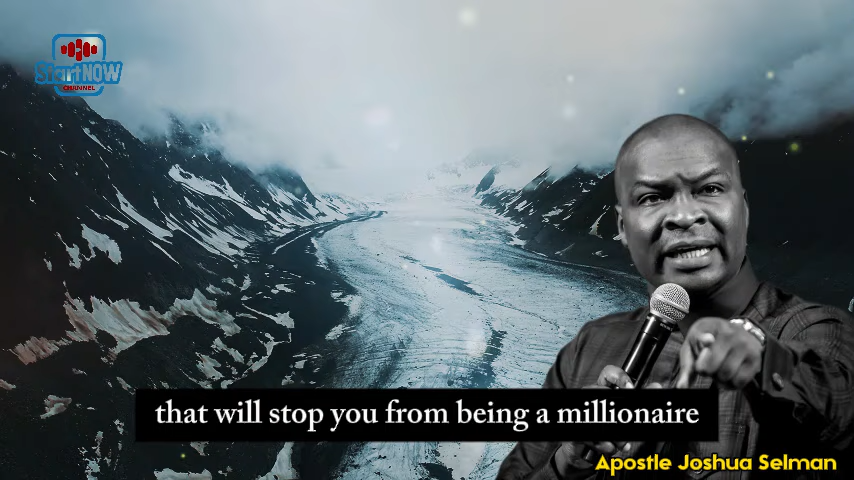 StartNOW
CHANNEL
that will stop you from being a millionaire
Apostle Joshua Selman